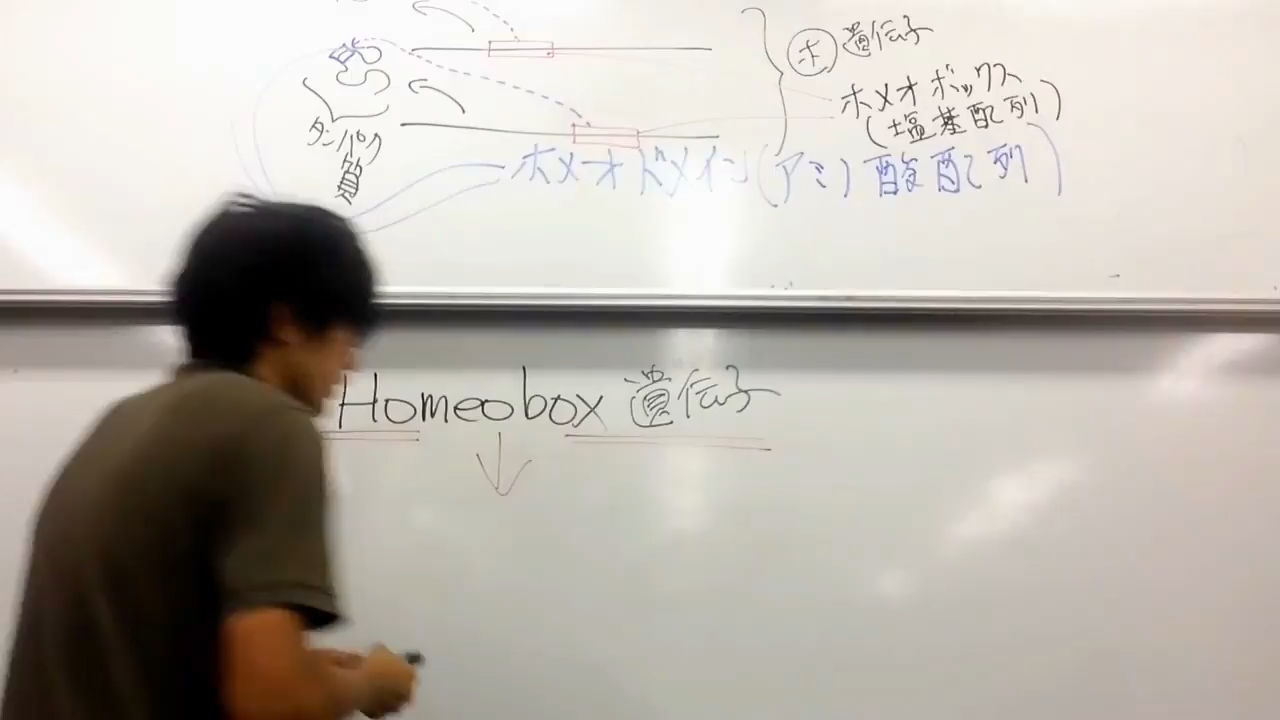 ホ 遺伝子
ホメオボックス
(塩基配列)
タンパク
質
ホメオドメイン(アミノ酸配列)
Homeobox 遺伝子